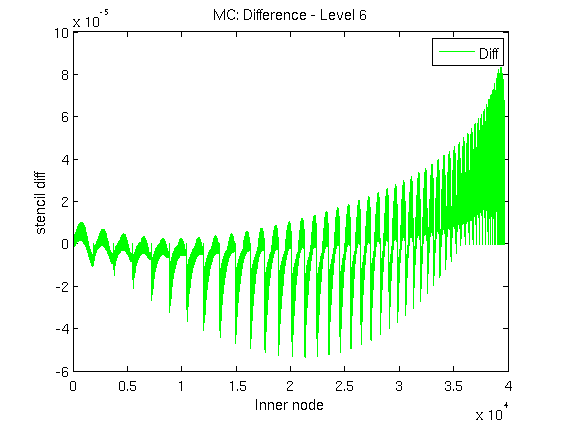 MC: Difference - Level 6
x 10^-5
10
8
6
4
2
0
-2
-4
-6
stencil diff
Diff
0 0.5 1 1.5 2 2.5 3 3.5 4
Inner node
x 10^4